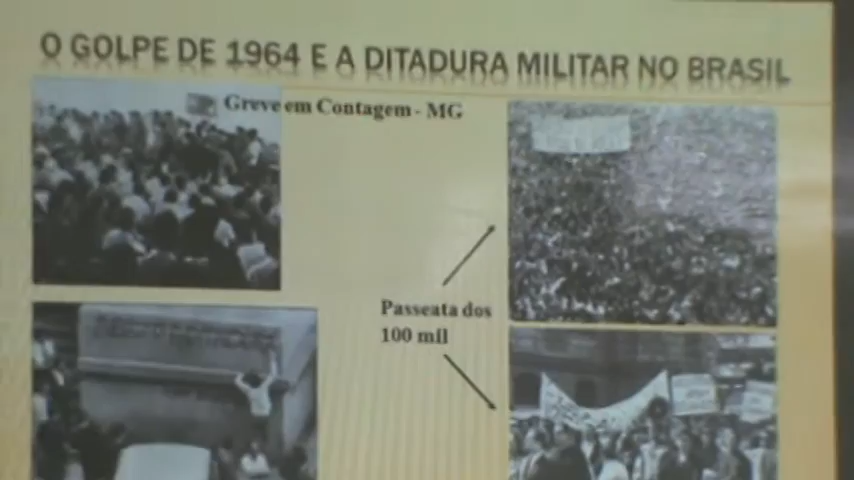 O GOLPE DE 1964 E A DITADURA MILITAR NO BRASIL
Greve em Contagem - MG
Passeata dos
100 mil